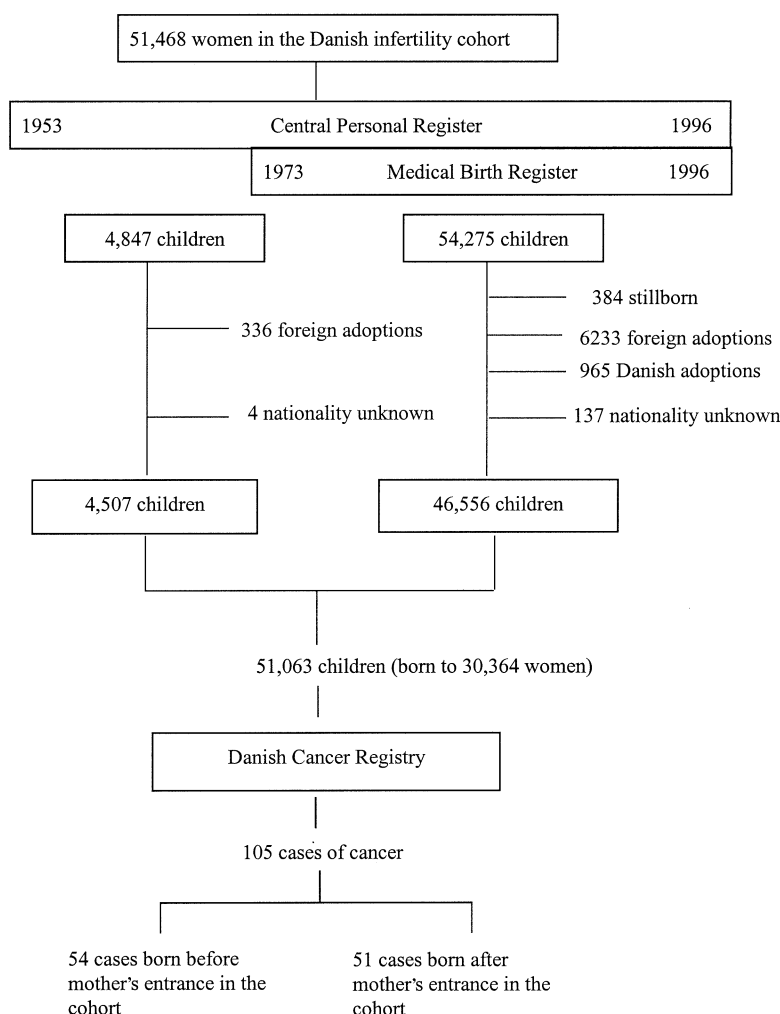 51,468 women in the Danish infertility cohort
1953 Central Personal Register 1996
1973 Medical Birth Register 1996
4,847 children
54,275 children
384 stillborn
336 foreign adoptions
6233 foreign adoptions
965 Danish adoptions
4 nationality unknown
137 nationality unknown
4,507 children
46,556 children
51,063 children (born to 30,364 women)
Danish Cancer Registry
105 cases of cancer
54 cases born before
mother's entrance in the
cohort
51 cases born after
mother's entrance in the
cohort